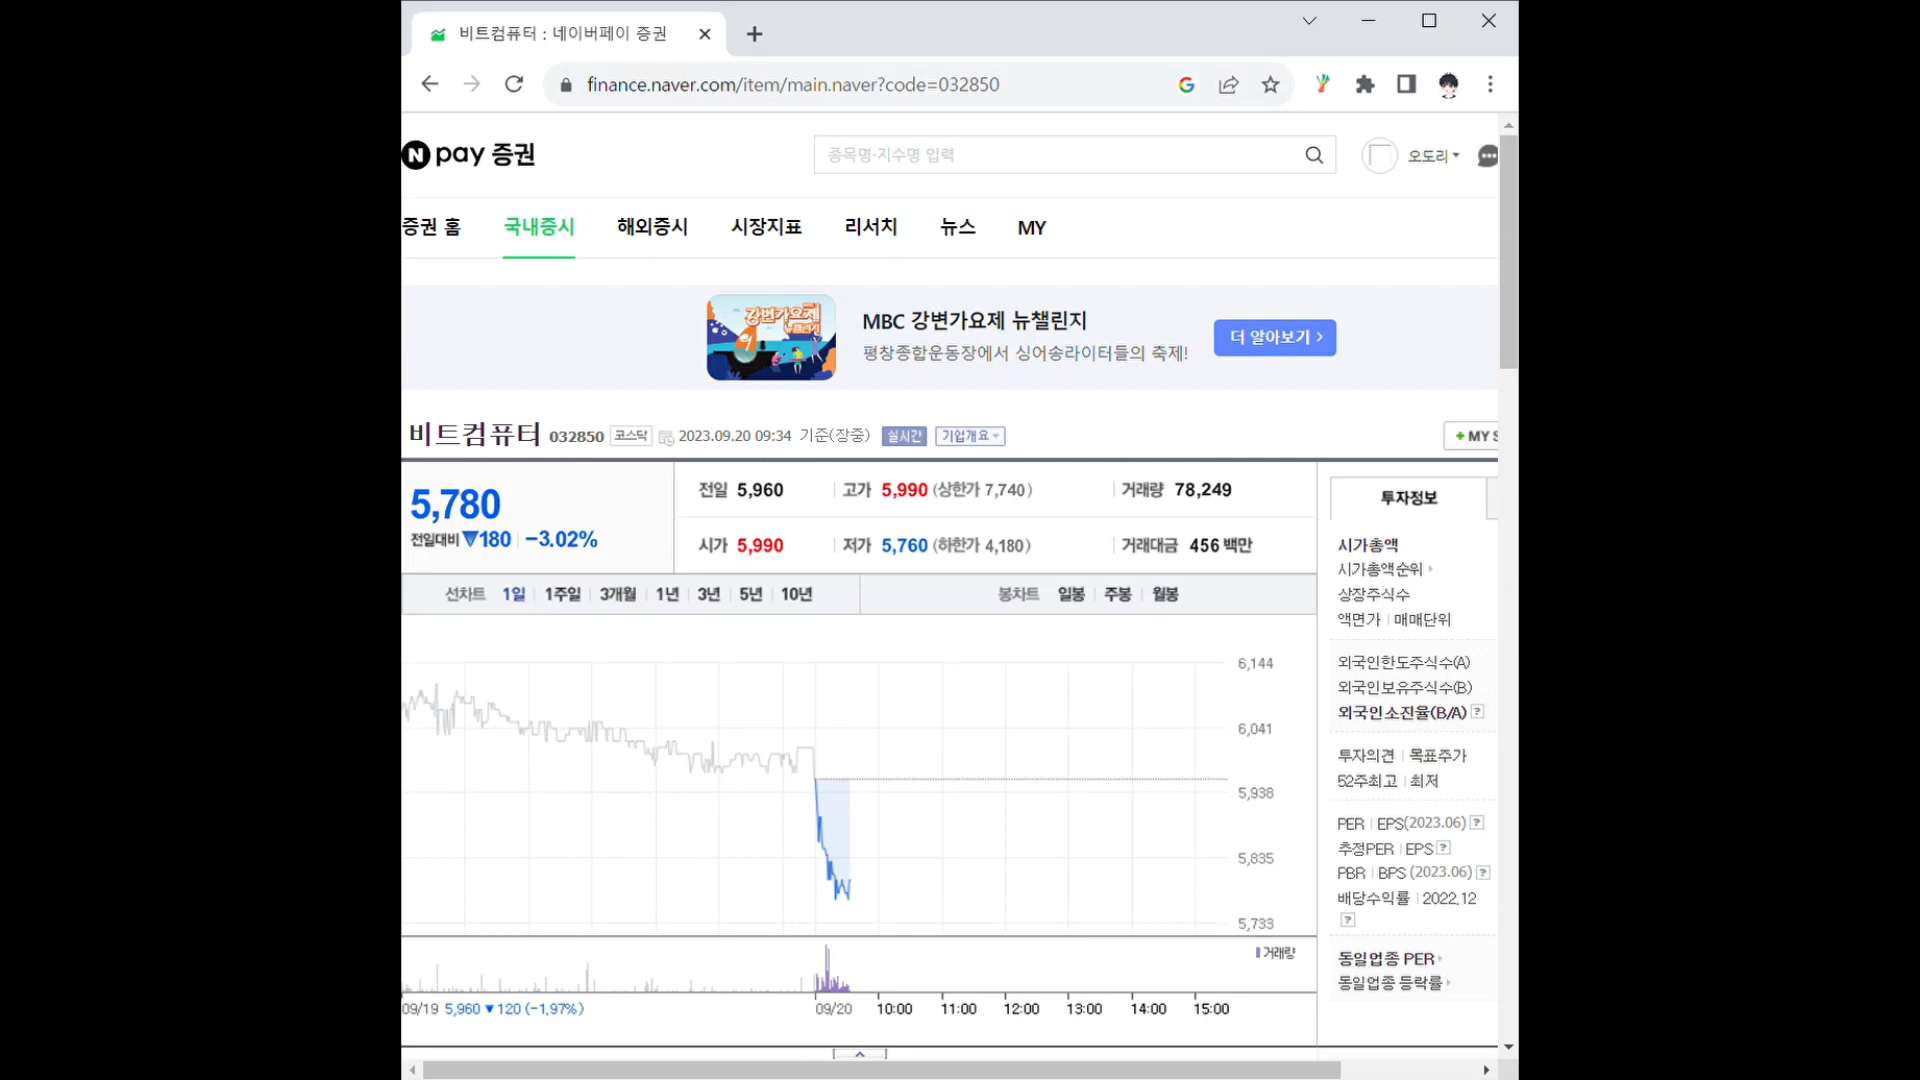 비트컴퓨터 : 네이버페이 증권
finance.naver.com/item/main.naver?code=032850
N pay 증권
종목명·지수명 입력
오도리
증권 홈 국내증시 해외증시 시장지표 리서치 뉴스 MY
강변가요제
뉴챌린지
MBC 강변가요제 뉴챌린지
평창종합운동장에서 싱어송라이터들의 축제!
더 알아보기
비트컴퓨터 032850 코스닥 2023.09.20 09:34 기준(장중) 실시간 기업개요
+ MY S
5,780
전일대비 ▼180 -3.02%
전일 5,960 고가 5,990 (상한가 7,740) 거래량 78,249
시가 5,990 저가 5,760 (하한가 4,180) 거래대금 456 백만
선차트 1일 1주일 3개월 1년 3년 5년 10년 봉차트 일봉 주봉 월봉
6,144
6,041
5,938
5,835
5,733
거래량
09/19 5,960 ▼120 (-1.97%)
09/20 10:00 11:00 12:00 13:00 14:00 15:00
투자정보
시가총액
시가총액순위
상장주식수
액면가 매매단위
외국인한도주식수(A)
외국인보유주식수(B)
외국인소진율(B/A) ?
투자의견 목표주가
52주최고 최저
PER EPS(2023.06) ?
추정PER EPS ?
PBR BPS (2023.06) ?
배당수익률 2022.12
?
동일업종 PER
동일업종 등락률